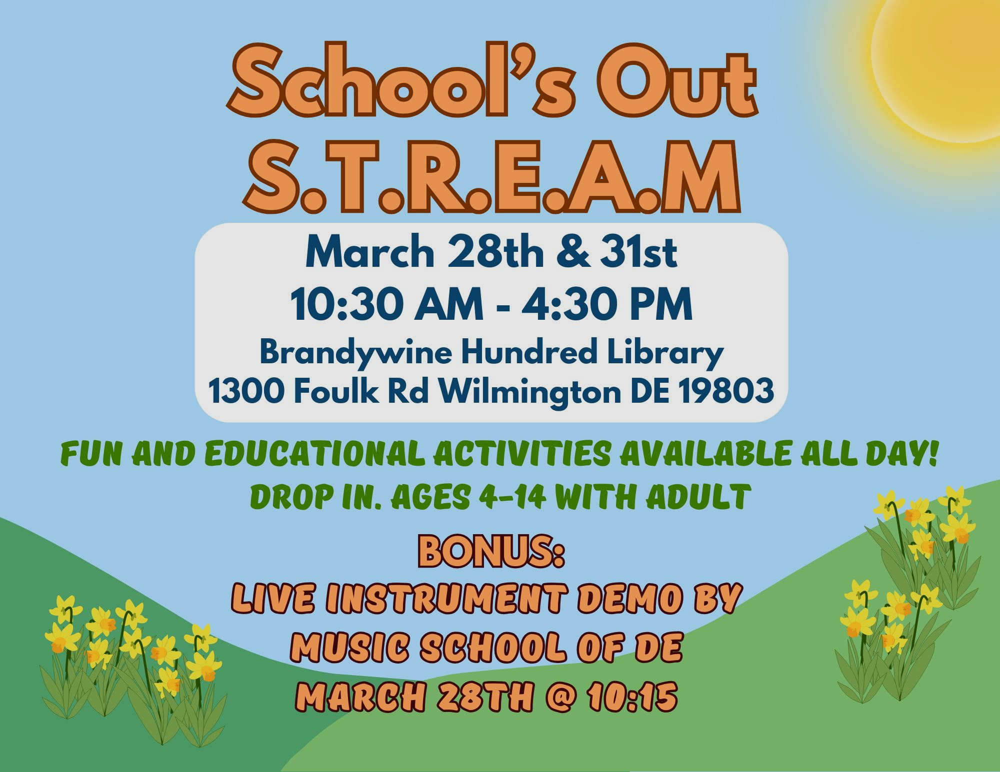 School's Out
S.T.R.E.A.M
March 28th & 31st
10:30 AM - 4:30 PM
Brandywine Hundred Library
1300 Foulk Rd Wilmington DE 19803
FUN AND EDUCATIONAL ACTIVITIES AVAILABLE ALL DAY!
DROP IN. AGES 4-14 WITH ADULT
BONUS:
LIVE INSTRUMENT DEMO BY
MUSIC SCHOOL OF DE
MARCH 28TH @ 10:15